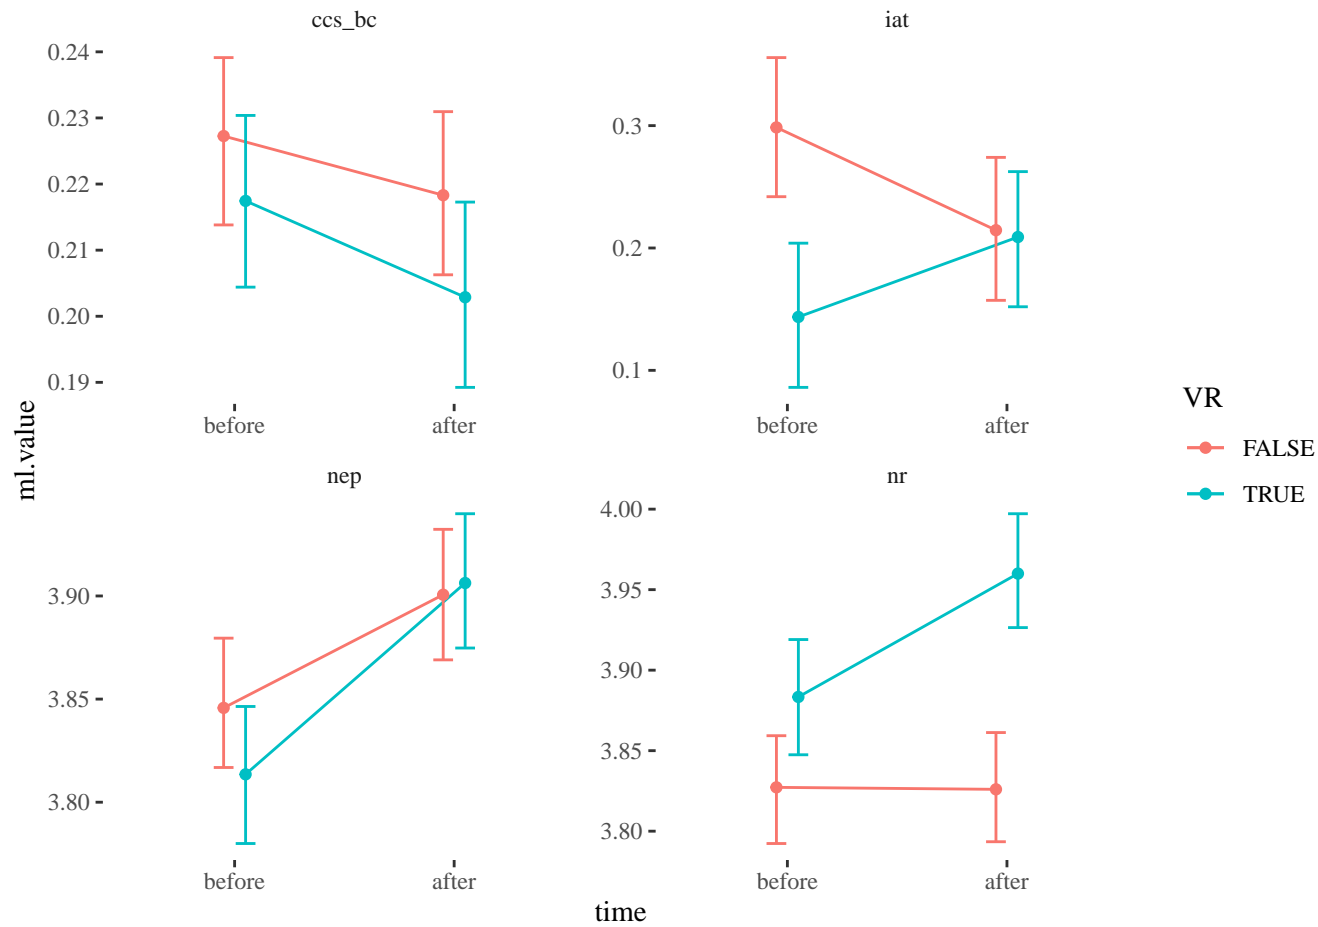 ccs_bc
iat
0.24
0.23
0.22
0.21
0.20
0.19
before
after
0.3
0.2
0.1
before
after
ml.value
nep
nr
3.90
3.85
3.80
before
after
4.00
3.95
3.90
3.85
3.80
before
after
time
VR
FALSE
TRUE